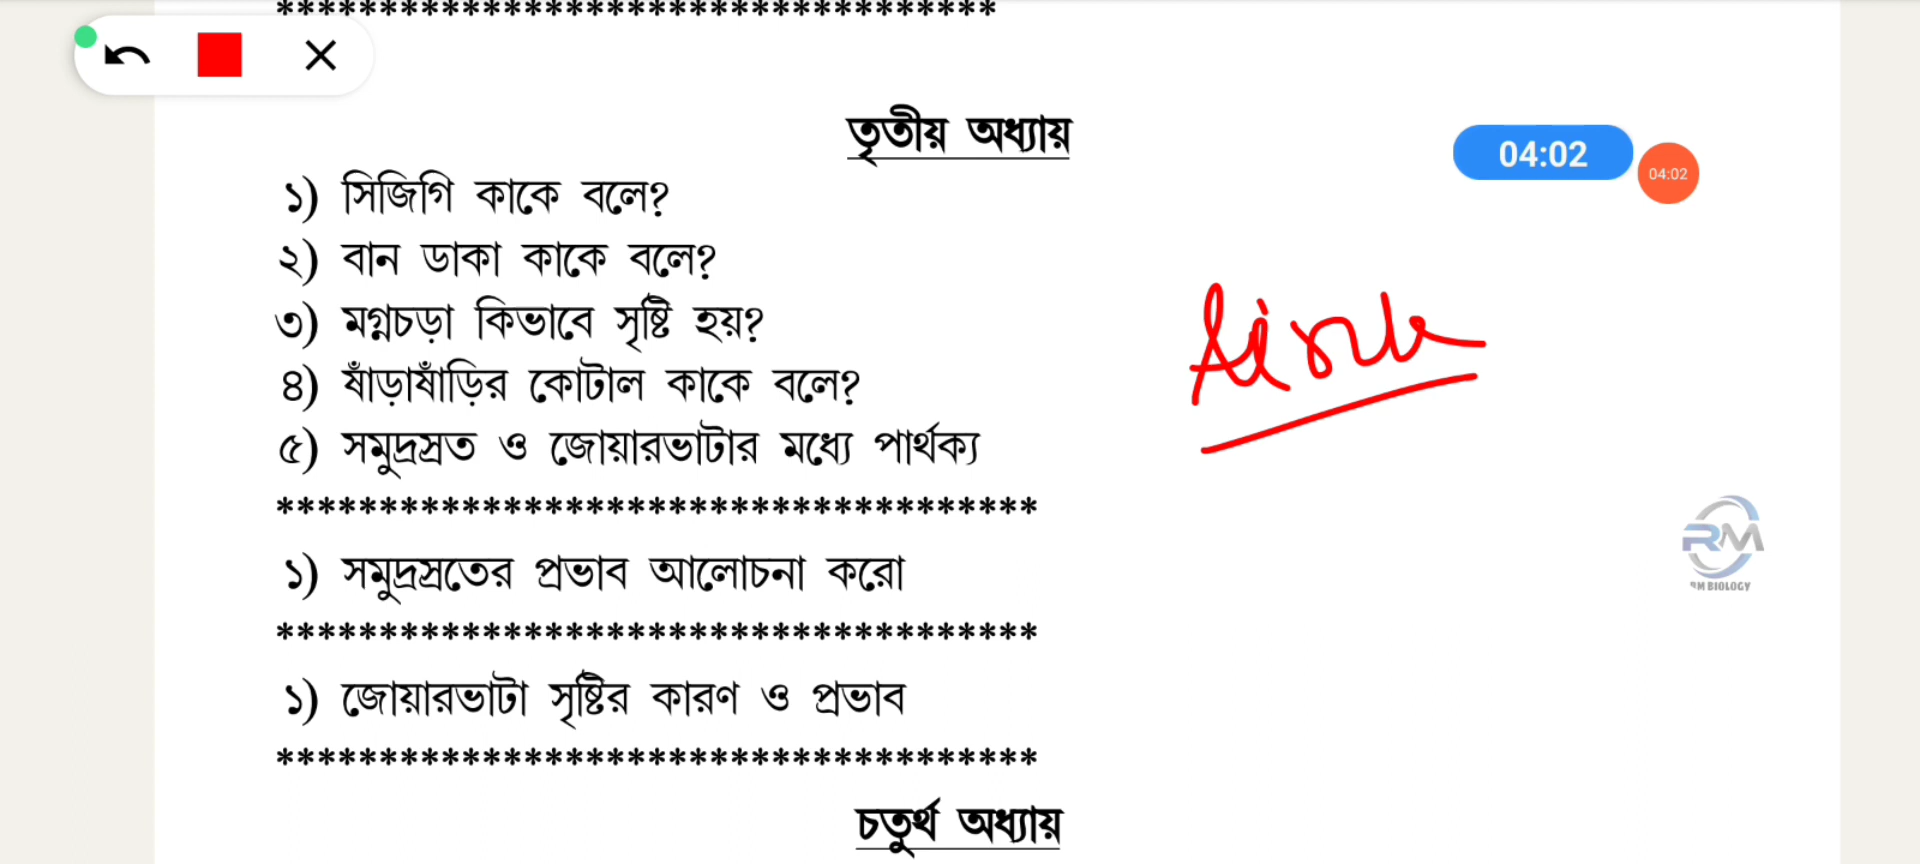 ***********************************
তৃতীয় অধ্যায়
04:02
04:02
১) সিজিগি কাকে বলে?
২) বান ডাকা কাকে বলে?
৩) মগ্নচড়া কিভাবে সৃষ্টি হয়?
৪) ষাঁড়াষাঁড়ির কোটাল কাকে বলে?
৫) সমুদ্রস্রত ও জোয়ারভাটার মধ্যে পার্থক্য
*************************************
RM
RM BIOLOGY
১) সমুদ্রস্রতের প্রভাব আলোচনা করো
*************************************
১) জোয়ারভাটা সৃষ্টির কারণ ও প্রভাব
*************************************
চতুর্থ অধ্যায়